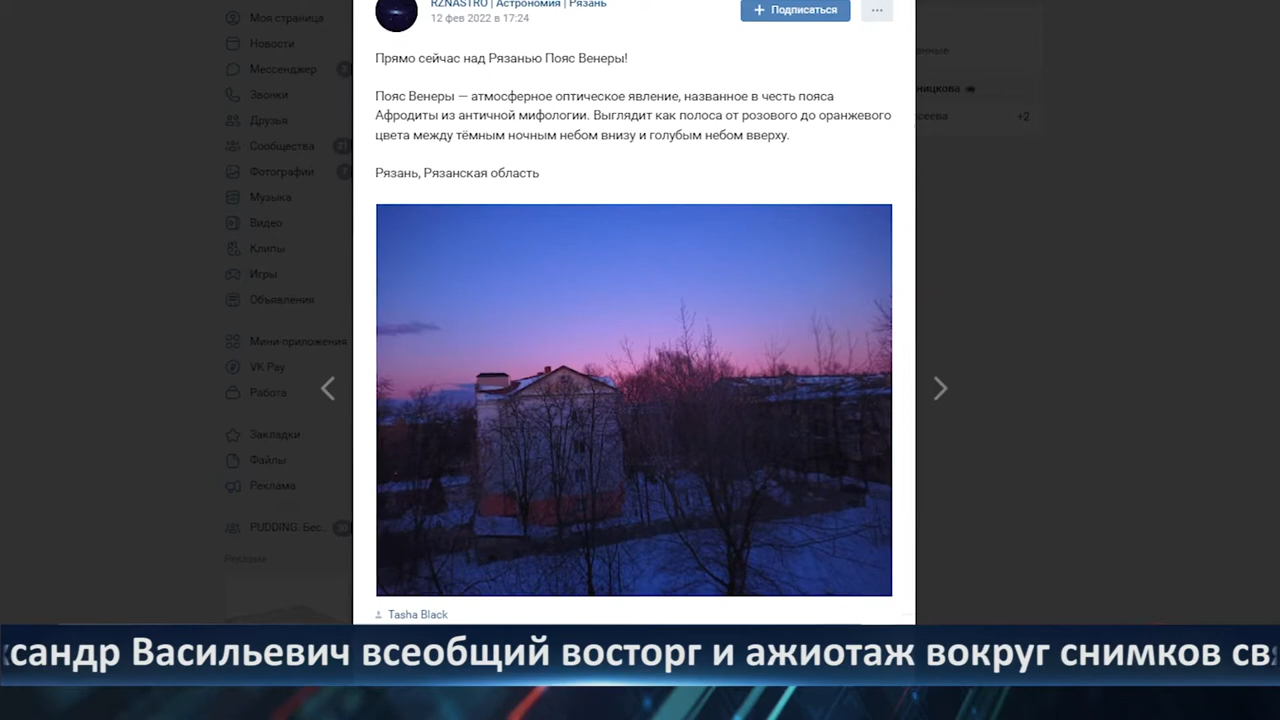 Моя страница
Новости
Мессенджер
Звонки
Друзья
Сообщества
Фотографии
Музыка
Видео
Клипы
Игры
Объявления
Мини-приложения
VK Pay
Работа
Закладки
Файлы
Реклама
PUDDING. Бес
Реклама
RZNASTRO | Астрономия | Рязань
12 фев 2022 в 17:24
Подписаться
Прямо сейчас над Рязанью Пояс Венеры!
Пояс Венеры — атмосферное оптическое явление, названное в честь пояса
Афродиты из античной мифологии. Выглядит как полоса от розового до оранжевого
цвета между тёмным ночным небом внизу и голубым небом вверху.
Рязань, Рязанская область
Tasha Black
+2
сандр Васильевич всеобщий восторг и ажиотаж вокруг снимков св